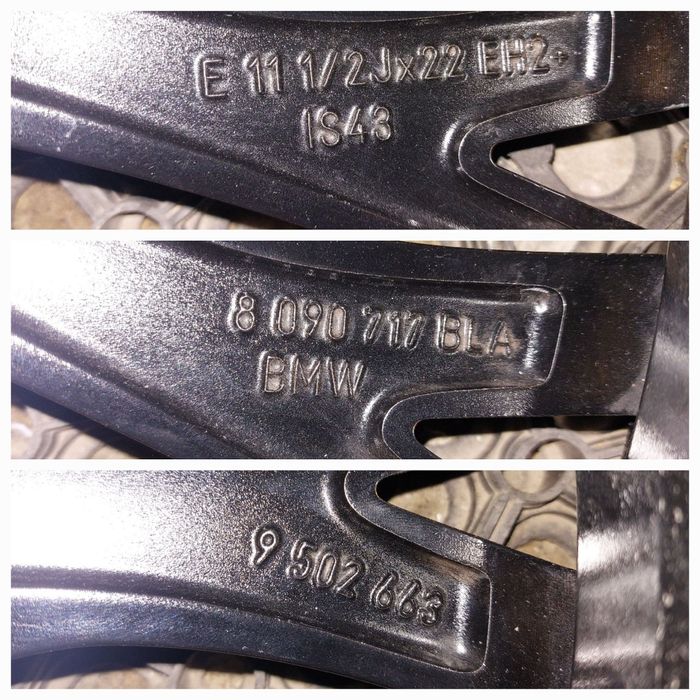 E 11 1/2Jx22 EH2+
IS43
8 090 717 BLA
BMW
9 502 663